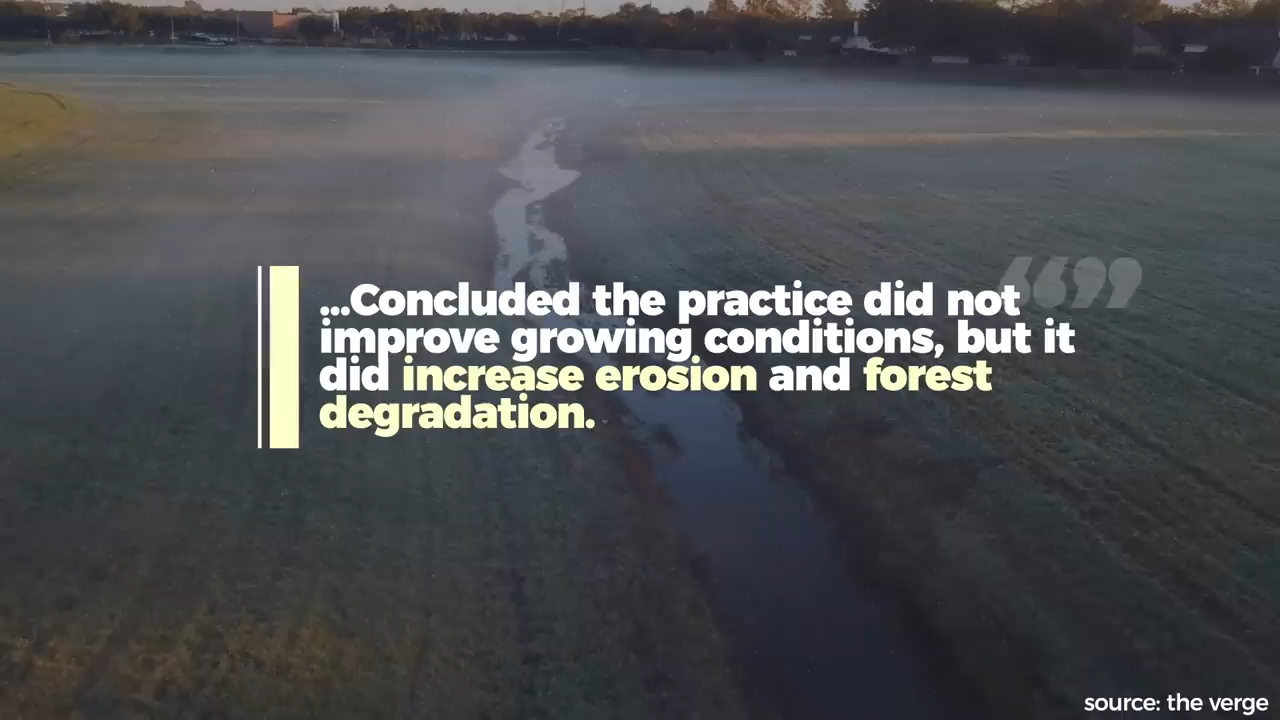 ...Concluded the practice did not
improve growing conditions, but it
did increase erosion and forest
degradation.
source: the verge